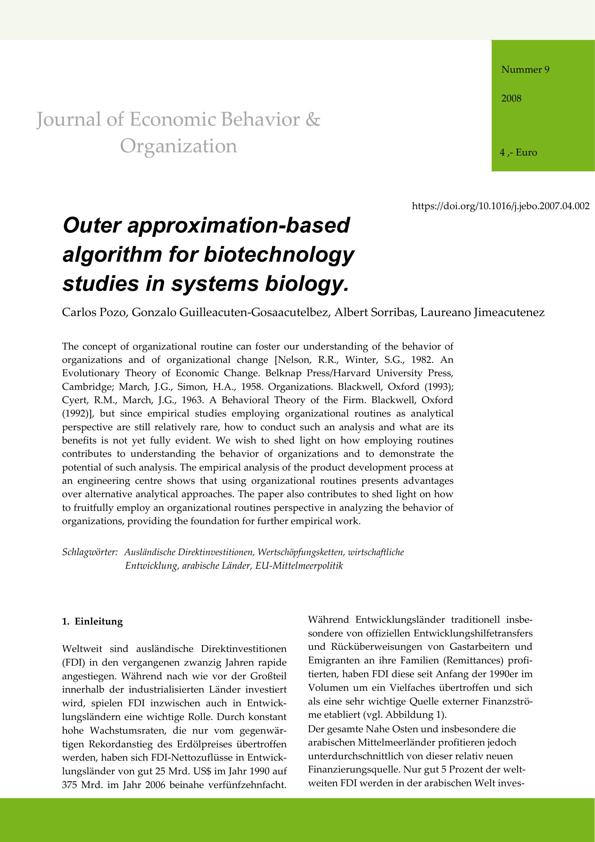 Nummer 9
2008
4 ,- Euro
Journal of Economic Behavior &
Organization
https://doi.org/10.1016/j.jebo.2007.04.002
Outer approximation-based
algorithm for biotechnology
studies in systems biology.
Carlos Pozo, Gonzalo Guilleacuten-Gosaacutelbez, Albert Sorribas, Laureano Jimeacutenez
The concept of organizational routine can foster our understanding of the behavior of
organizations and of organizational change [Nelson, R.R., Winter, S.G., 1982. An
Evolutionary Theory of Economic Change. Belknap Press/Harvard University Press,
Cambridge; March, J.G., Simon, H.A., 1958. Organizations. Blackwell, Oxford (1993);
Cyert, R.M., March, J.G., 1963. A Behavioral Theory of the Firm. Blackwell, Oxford
(1992)], but since empirical studies employing organizational routines as analytical
perspective are still relatively rare, how to conduct such an analysis and what are its
benefits is not yet fully evident. We wish to shed light on how employing routines
contributes to understanding the behavior of organizations and to demonstrate the
potential of such analysis. The empirical analysis of the product development process at
an engineering centre shows that using organizational routines presents advantages
over alternative analytical approaches. The paper also contributes to shed light on how
to fruitfully employ an organizational routines perspective in analyzing the behavior of
organizations, providing the foundation for further empirical work.
Schlagwörter: Ausländische Direktinvestitionen, Wertschöpfungsketten, wirtschaftliche
Entwicklung, arabische Länder, EU-Mittelmeerpolitik
1. Einleitung
Weltweit sind ausländische Direktinvestitionen
(FDI) in den vergangenen zwanzig Jahren rapide
angestiegen. Während nach wie vor der Großteil
innerhalb der industrialisierten Länder investiert
wird, spielen FDI inzwischen auch in Entwick-
lungsländern eine wichtige Rolle. Durch konstant
hohe Wachstumsraten, die nur vom gegenwär-
tigen Rekordanstieg des Erdölpreises übertroffen
werden, haben sich FDI-Nettozuflüsse in Entwick-
lungsländer von gut 25 Mrd. US$ im Jahr 1990 auf
375 Mrd. im Jahr 2006 beinahe verfünfzehnfacht.
Während Entwicklungsländer traditionell insbe-
sondere von offiziellen Entwicklungshilfetransfers
und Rücküberweisungen von Gastarbeitern und
Emigranten an ihre Familien (Remittances) profi-
tierten, haben FDI diese seit Anfang der 1990er im
Volumen um ein Vielfaches übertroffen und sich
als eine sehr wichtige Quelle externer Finanzströ-
me etabliert (vgl. Abbildung 1).
Der gesamte Nahe Osten und insbesondere die
arabischen Mittelmeerländer profitieren jedoch
unterdurchschnittlich von dieser relativ neuen
Finanzierungsquelle. Nur gut 5 Prozent der welt-
weiten FDI werden in der arabischen Welt inves-